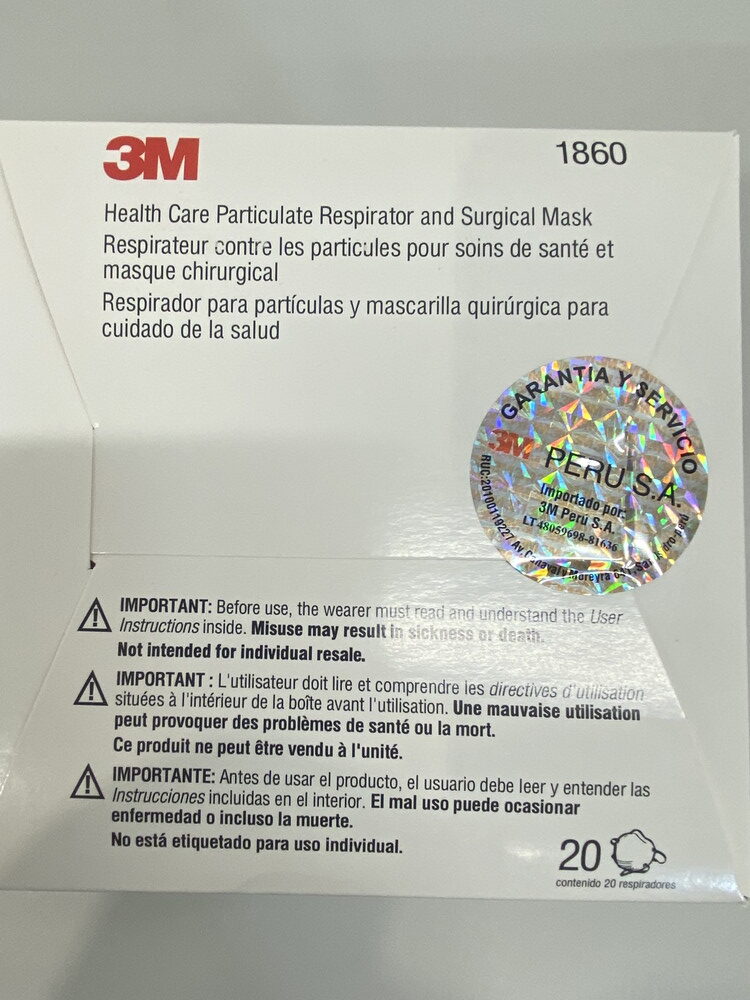 3M
1860
Health Care Particulate Respirator and Surgical Mask
Respirateur contre les particules pour soins de santé et
masque chirurgical
Respirador para partículas y mascarilla quirúrgica para
cuidado de la salud
GARANTIA Y SERVICIO
3M
PERU S.A.
Importado por:
3M Perú S.A.
LT48059698-81636
RUC:20100119227 Av.
IMPORTANT: Before use, the wearer must read and understand the User
Instructions inside. Misuse may result in sickness or death.
Not intended for individual resale.
IMPORTANT : L'utilisateur doit lire et comprendre les directives d'utilisation
situées à l'intérieur de la boîte avant l'utilisation. Une mauvaise utilisation
peut provoquer des problèmes de santé ou la mort.
Ce produit ne peut être vendu à l'unité.
IMPORTANTE: Antes de usar el producto, el usuario debe leer y entender las
Instrucciones incluidas en el interior. El mal uso puede ocasionar
enfermedad o incluso la muerte.
No está etiquetado para uso individual.
20
contenido 20 respiradores